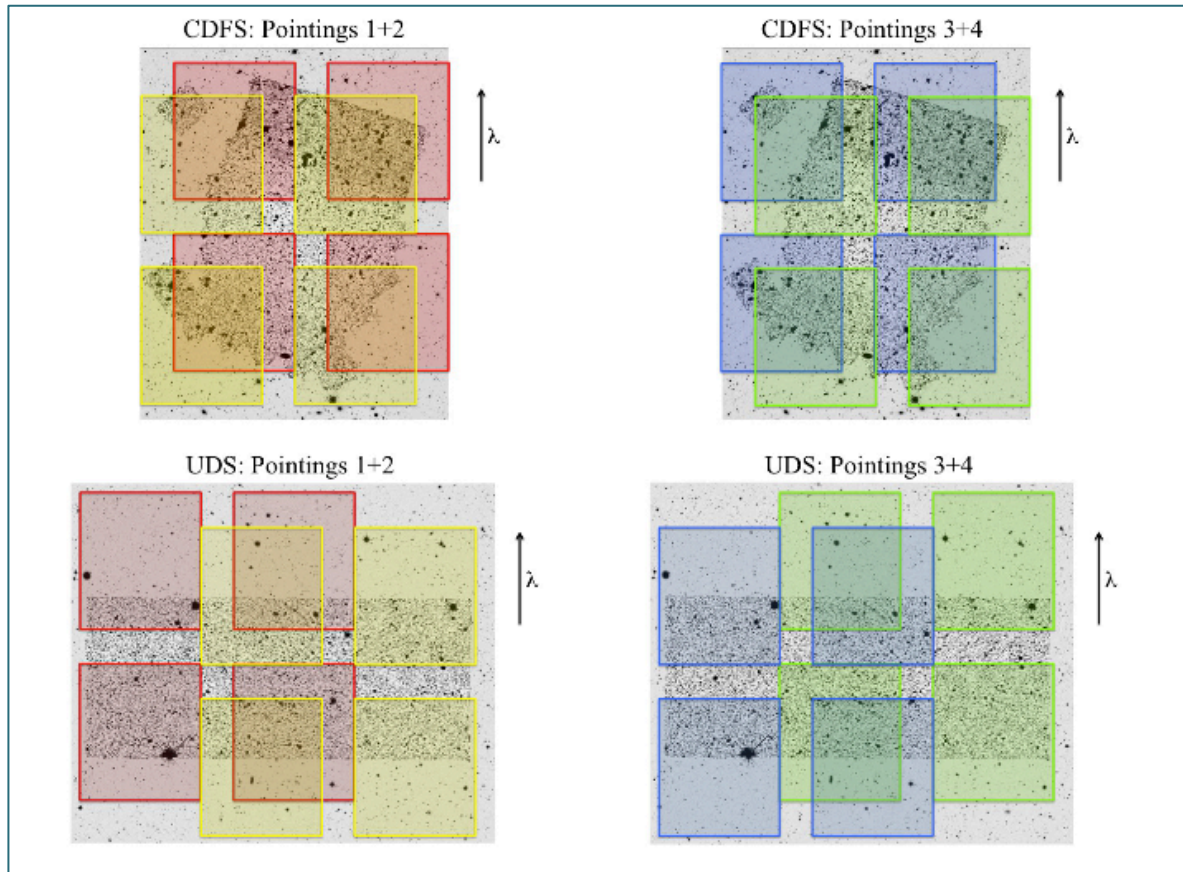 CDFS: Pointings 1+2
CDFS: Pointings 3+4
λ
λ
UDS: Pointings 1+2
UDS: Pointings 3+4
λ
λ